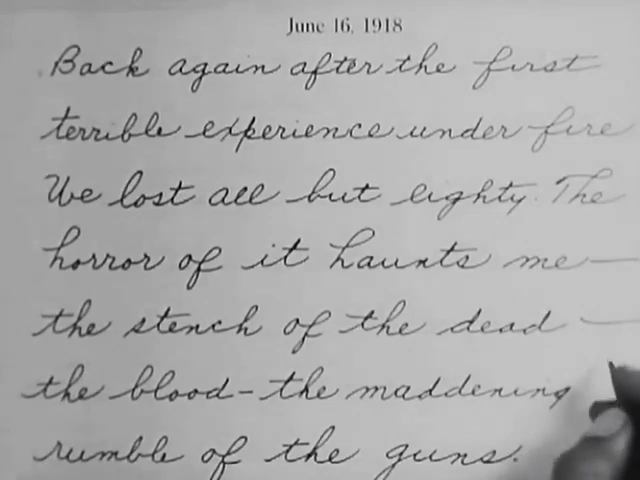 June 16, 1918
Back again after the first
terrible experience under fire
We lost all but eighty. The
horror of it haunts me —
the stench of the dead —
the blood - the maddening
rumble of the guns.